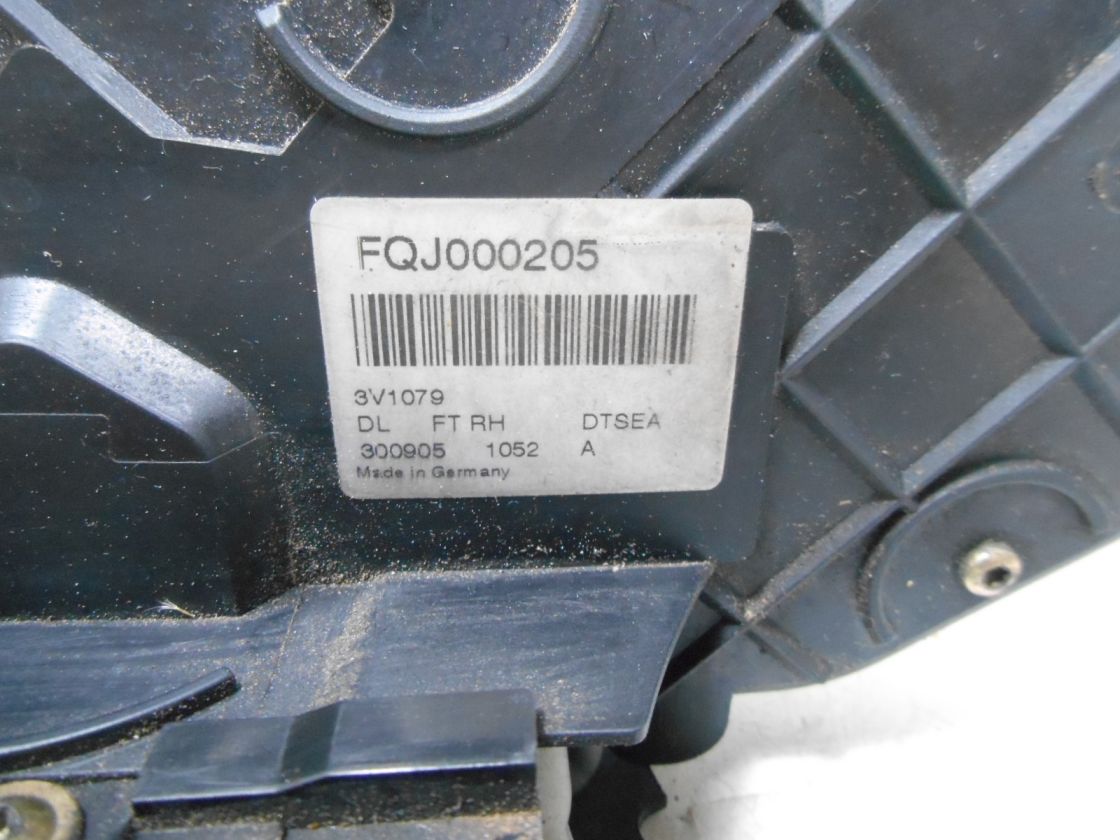 FQJ000205
3V1079
DL FT RH DTSEA
300905 1052 A
Made in Germany